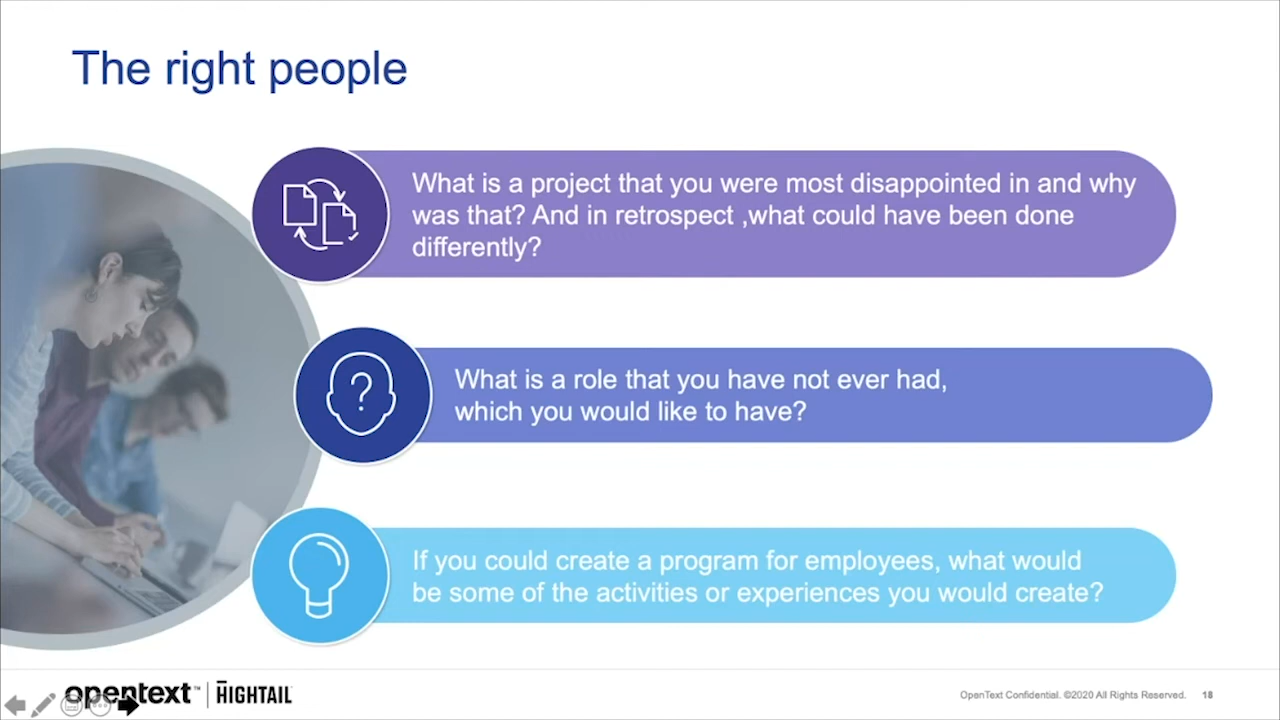 The right people
What is a project that you were most disappointed in and why
was that? And in retrospect ,what could have been done
differently?
?
What is a role that you have not ever had,
which you would like to have?
If you could create a program for employees, what would
be some of the activities or experiences you would create?
opentext™ | HIGHTAIL
OpenText Confidential. ©2020 All Rights Reserved. 18